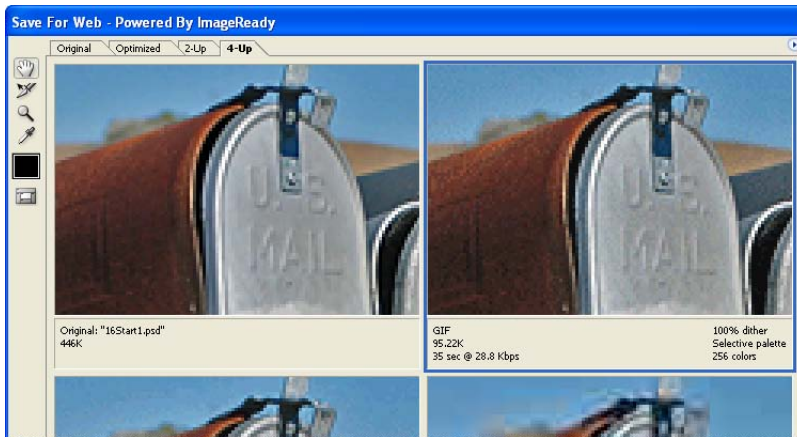 Save For Web - Powered By ImageReady
Original Optimized 2-Up 4-Up
U.S.
MAIL
U.S.
MAIL
Original: "16Start1.psd"
446K
GIF
95.22K
35 sec @ 28.8 Kbps
100% dither
Selective palette
256 colors